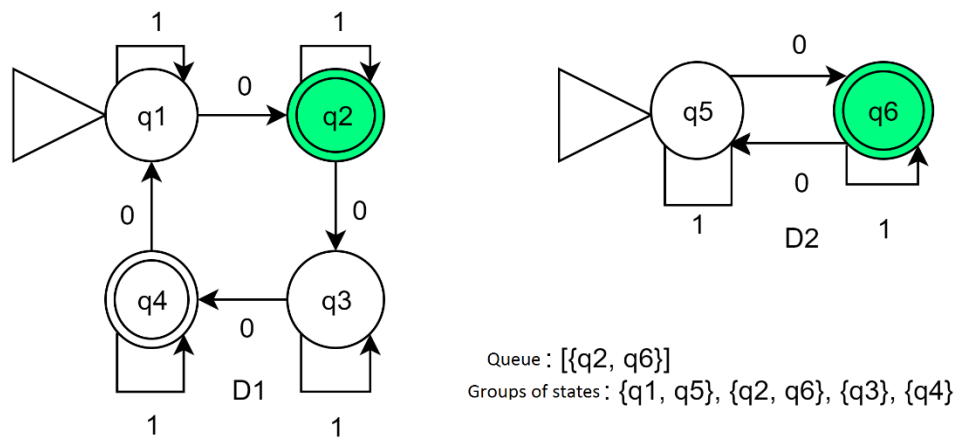 1
1
0
0
q1
q2
q5
q6
0
0
0
1
1
D2
q4
q3
0
Queue : [{q2, q6}]
Groups of states : {q1, q5}, {q2, q6}, {q3}, {q4}
D1
1
1